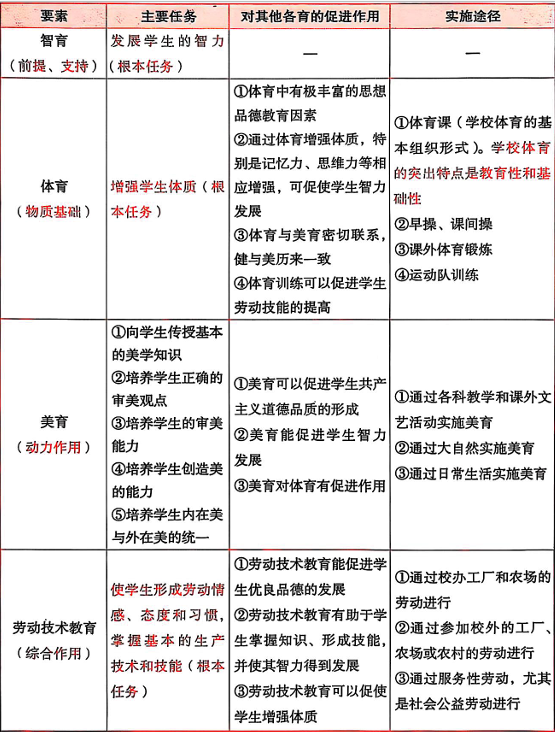 要素
主要任务
对其他各育的促进作用
实施途径
智育
（前提、支持）
发展学生的智力
（根本任务）
—
—
体育
（物质基础）
增强学生体质（根
本任务）
①体育中有极丰富的思想
品德教育因素
②通过体育增强体质，特
别是记忆力、思维力等相
应增强，可促使学生智力
发展
③体育与美育密切联系，
健与美历来一致
④体育训练可以促进学生
劳动技能的提高
①体育课（学校体育的基
本组织形式）。学校体育
的突出特点是教育性和基
础性
②早操、课间操
③课外体育锻炼
④运动队训练
美育
（动力作用）
①向学生传授基本
的美学知识
②培养学生正确的
审美观点
③培养学生的审美
能力
④培养学生创造美
的能力
⑤培养学生内在美
与外在美的统一
①美育可以促进学生共产
主义道德品质的形成
②美育能促进学生智力
发展
③美育对体育有促进作用
①通过各科教学和课外文
艺活动实施美育
②通过大自然实施美育
③通过日常生活实施美育
劳动技术教育
（综合作用）
使学生形成劳动情
感、态度和习惯，
掌握基本的生产
技术和技能（根本
任务）
①劳动技术教育能促进学
生优良品德的发展
②劳动技术教育有助于学
生掌握知识、形成技能，
并使其智力得到发展
③劳动技术教育可以促使
学生增强体质
①通过校办工厂和农场的
劳动进行
②通过参加校外的工厂、
农场或农村的劳动进行
③通过服务性劳动，尤其
是社会公益劳动进行